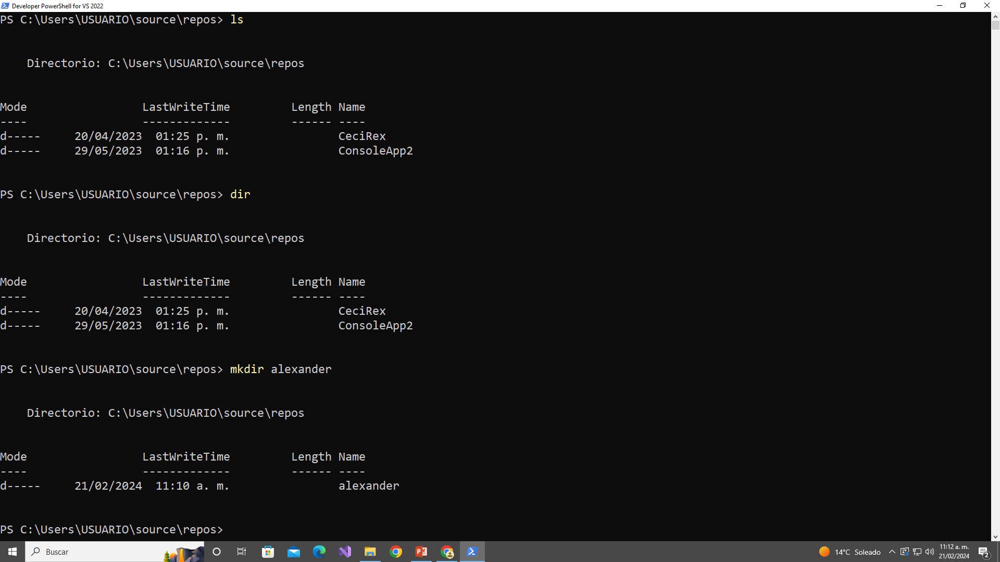 Developer PowerShell for VS 2022
PS C:\Users\USUARIO\source\repos> ls
Directorio: C:\Users\USUARIO\source\repos
Mode                 LastWriteTime         Length Name
----                 -------------         ------ ----
d-----     20/04/2023  01:25 p. m.                CeciRex
d-----     29/05/2023  01:16 p. m.                ConsoleApp2
PS C:\Users\USUARIO\source\repos> dir
Directorio: C:\Users\USUARIO\source\repos
Mode                 LastWriteTime         Length Name
----                 -------------         ------ ----
d-----     20/04/2023  01:25 p. m.                CeciRex
d-----     29/05/2023  01:16 p. m.                ConsoleApp2
PS C:\Users\USUARIO\source\repos> mkdir alexander
Directorio: C:\Users\USUARIO\source\repos
Mode                 LastWriteTime         Length Name
----                 -------------         ------ ----
d-----     21/02/2024  11:10 a. m.                alexander
PS C:\Users\USUARIO\source\repos>
Buscar
14°C Soleado
11:12 a. m.
21/02/2024
2